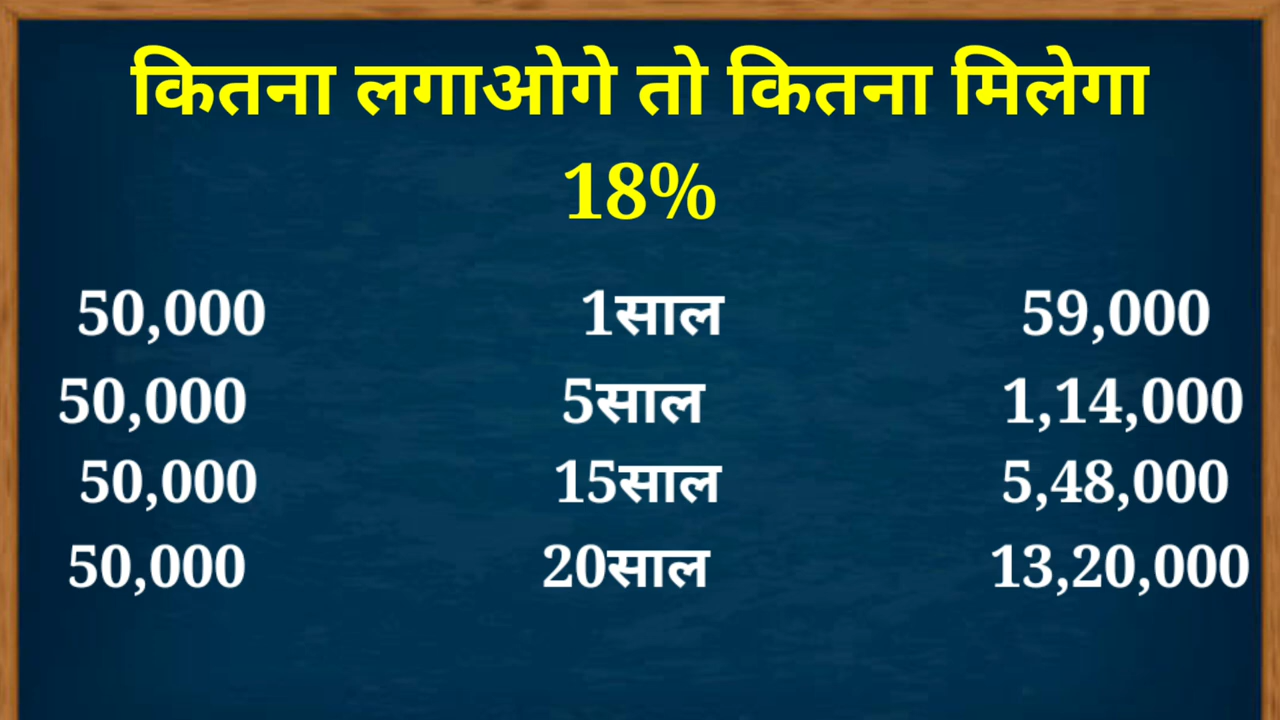 कितना लगाओगे तो कितना मिलेगा
18%
50,000 1साल 59,000
50,000 5साल 1,14,000
50,000 15साल 5,48,000
50,000 20साल 13,20,000